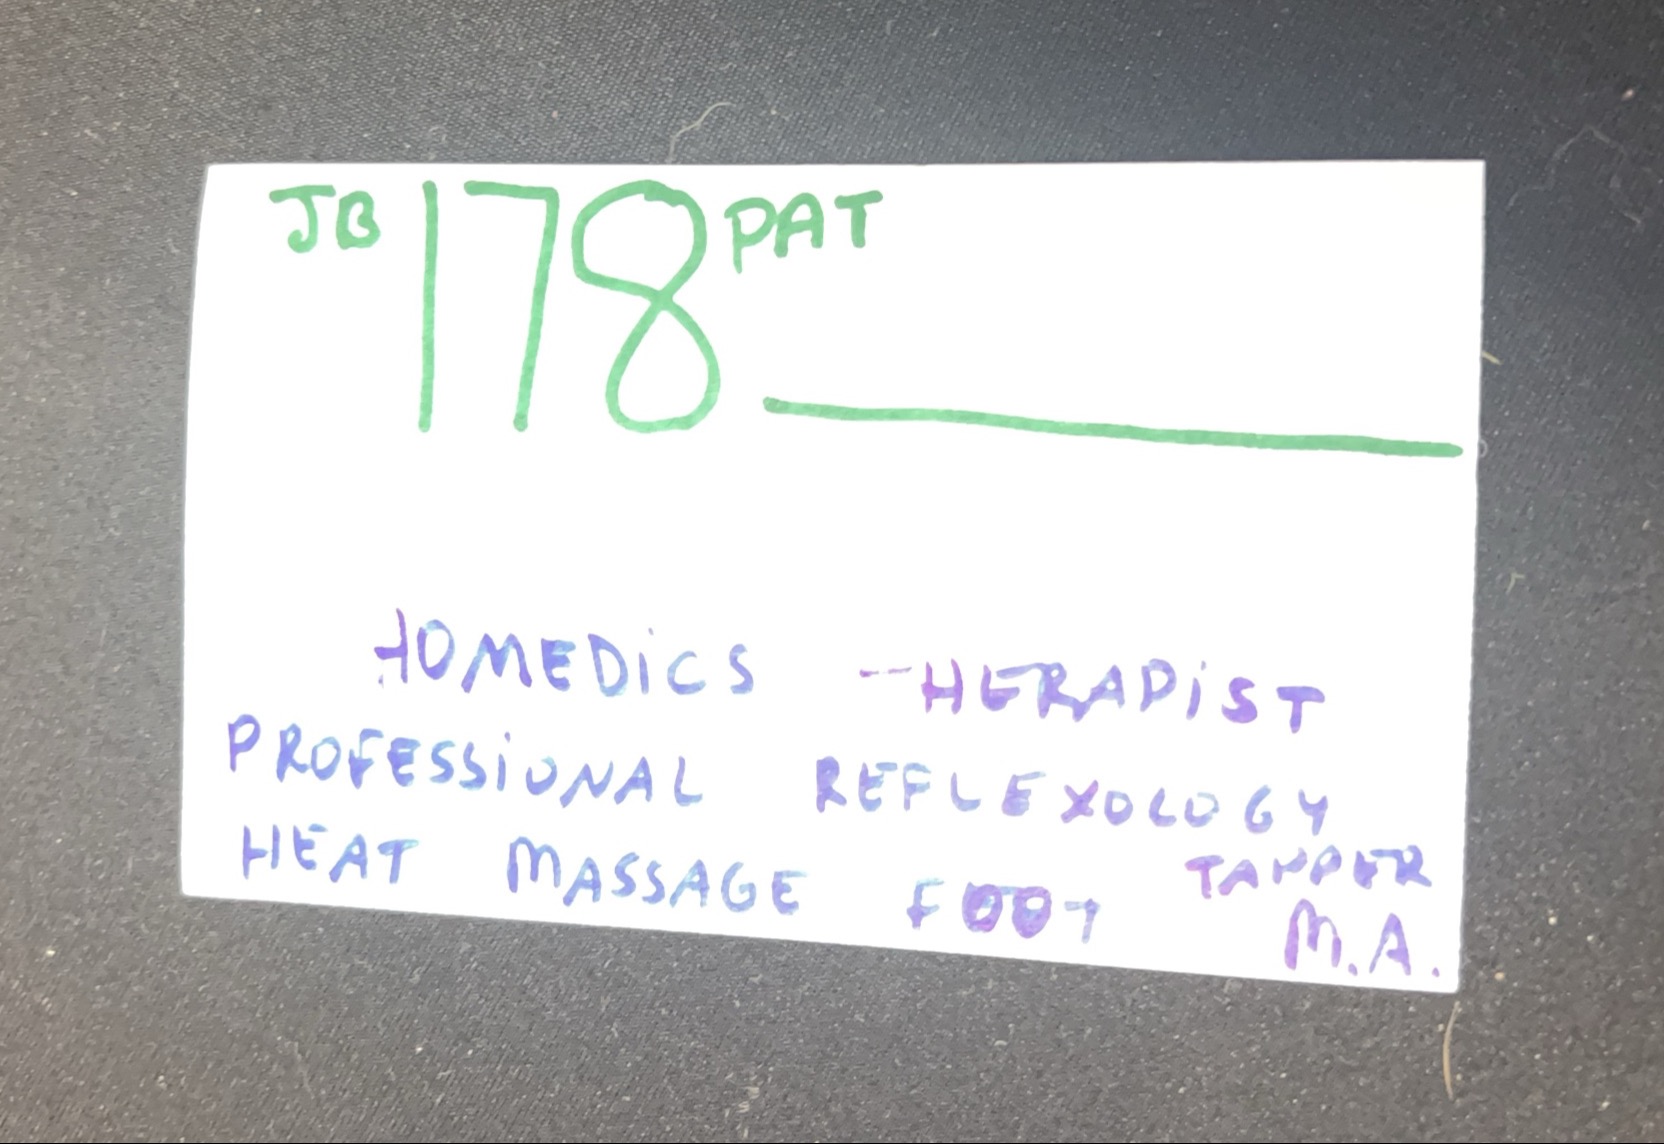 JB 178 PAT
HOMEDICS THERAPIST
PROFESSIONAL REFLEXOLOGY
HEAT MASSAGE FOOT TAPPER
M.A.